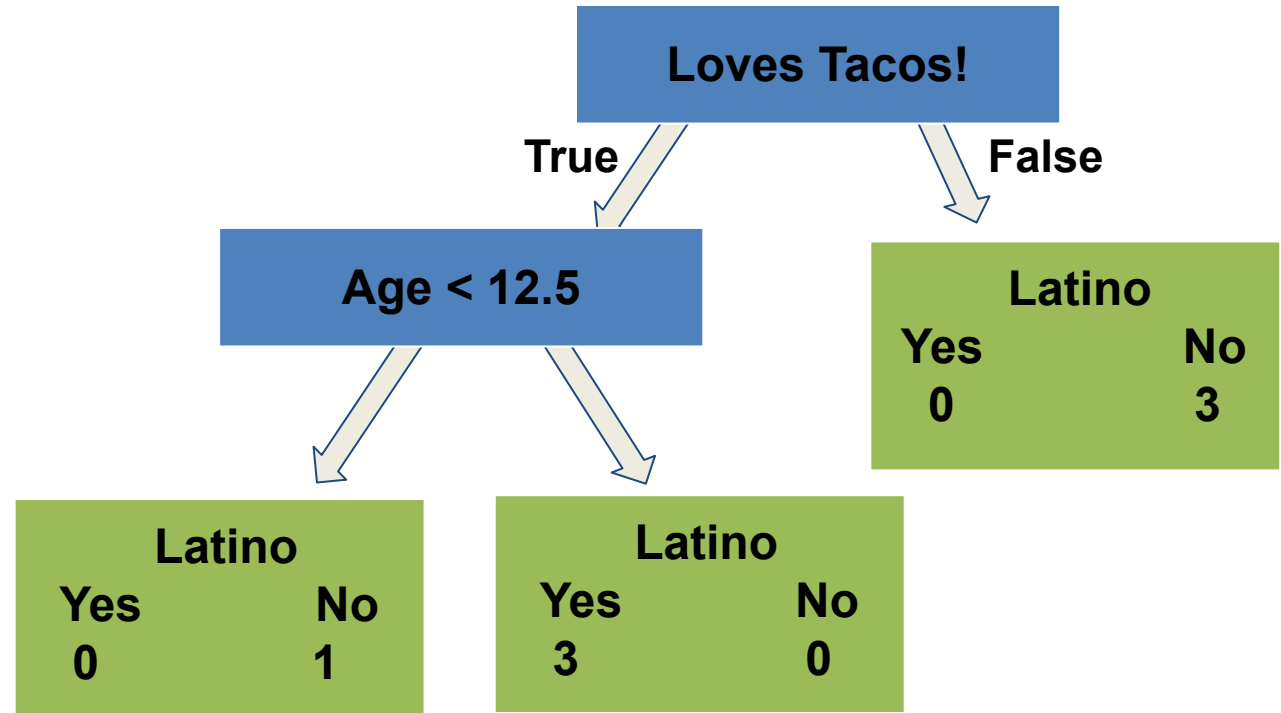 Loves Tacos!
True
False
Age < 12.5
Latino
Yes No
0 3
Latino
Yes No
0 1
Latino
Yes No
3 0